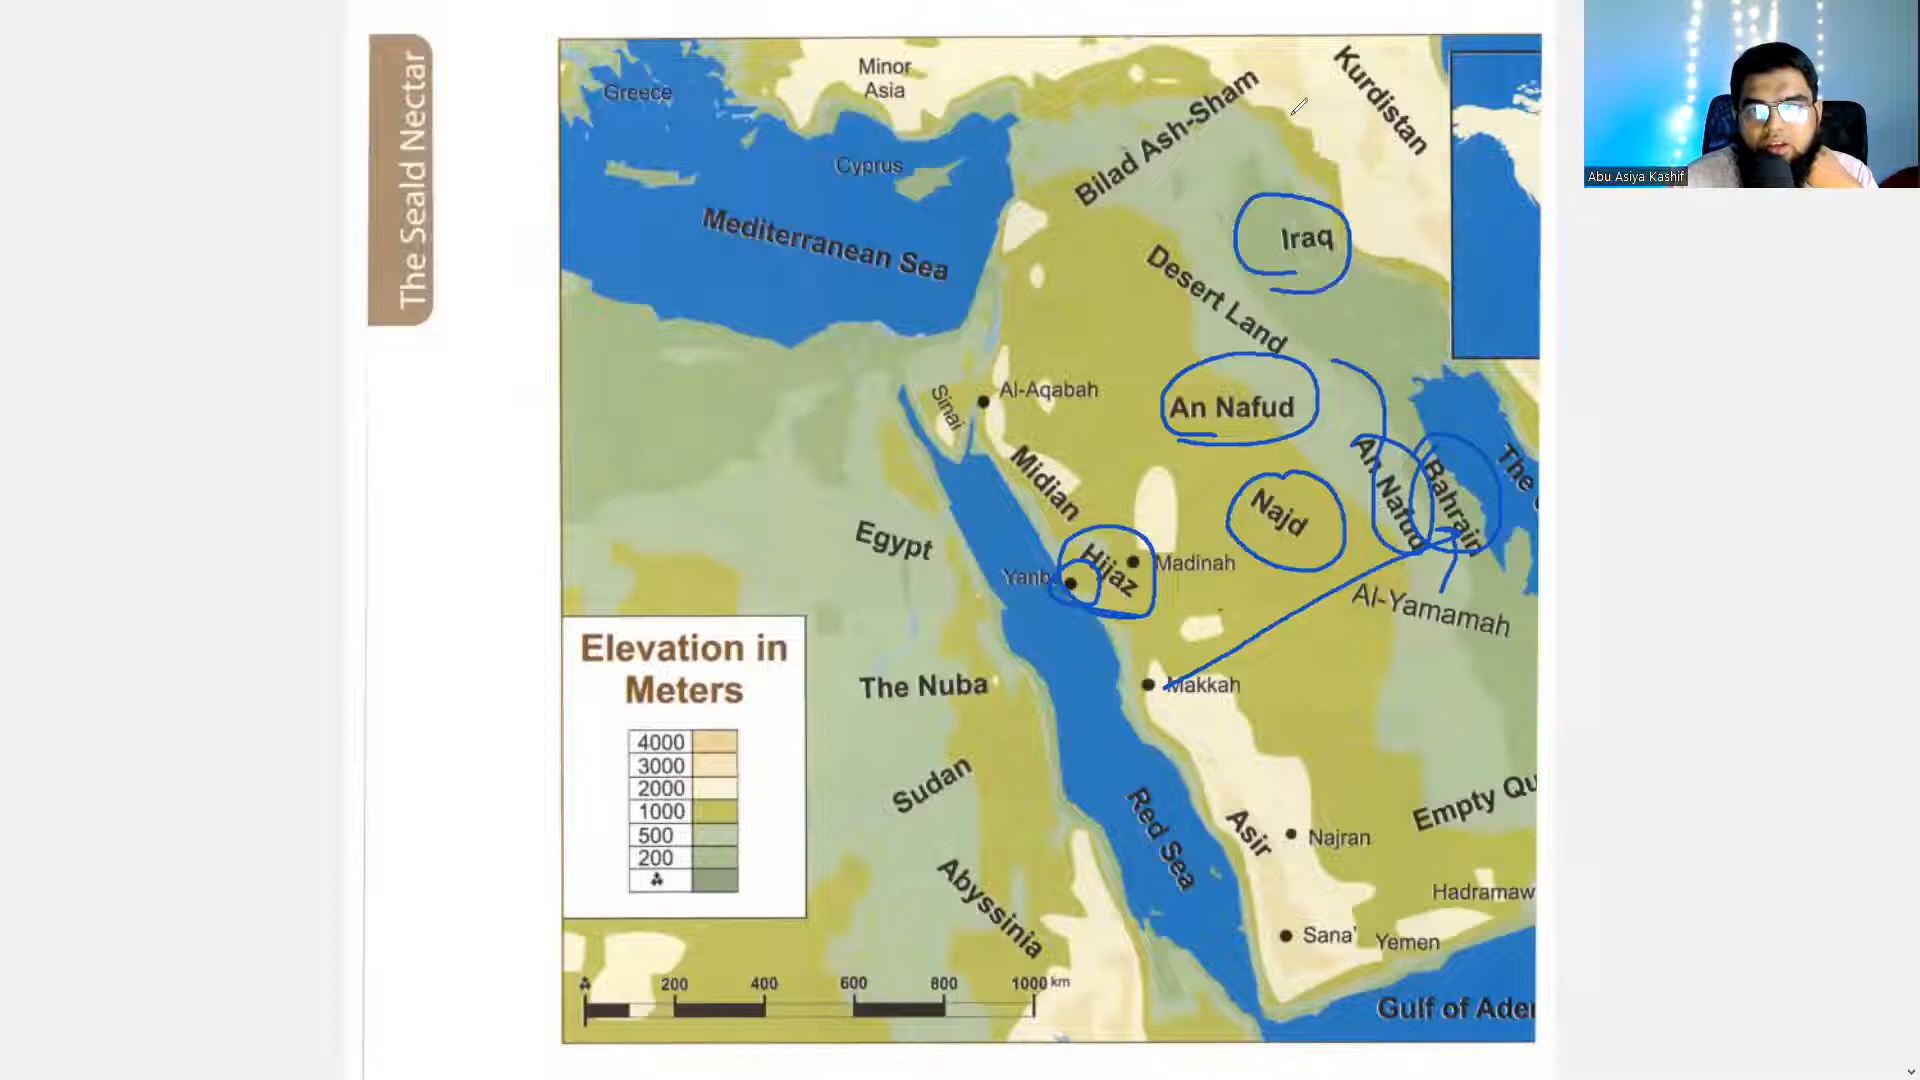 The Seald Nectar
Greece
Minor
Asia
Cyprus
Mediterranean Sea
Bilad Ash-Sham
Kurdistan
Iraq
Desert Land
Al-Aqabah
Sinai
An Nafud
Midian
Najd
An Nafud
Bahrain
The
Egypt
Yanb
Hijaz
Madinah
Al-Yamamah
The Nuba
Makkah
Elevation in
Meters
4000
3000
2000
1000
500
200
Sudan
Red Sea
Asir
Najran
Empty Qu
Abyssinia
Hadramaw
Sana'
Yemen
200 400 600 800 1000 km
Gulf of Aden
Abu Asiya Kashif